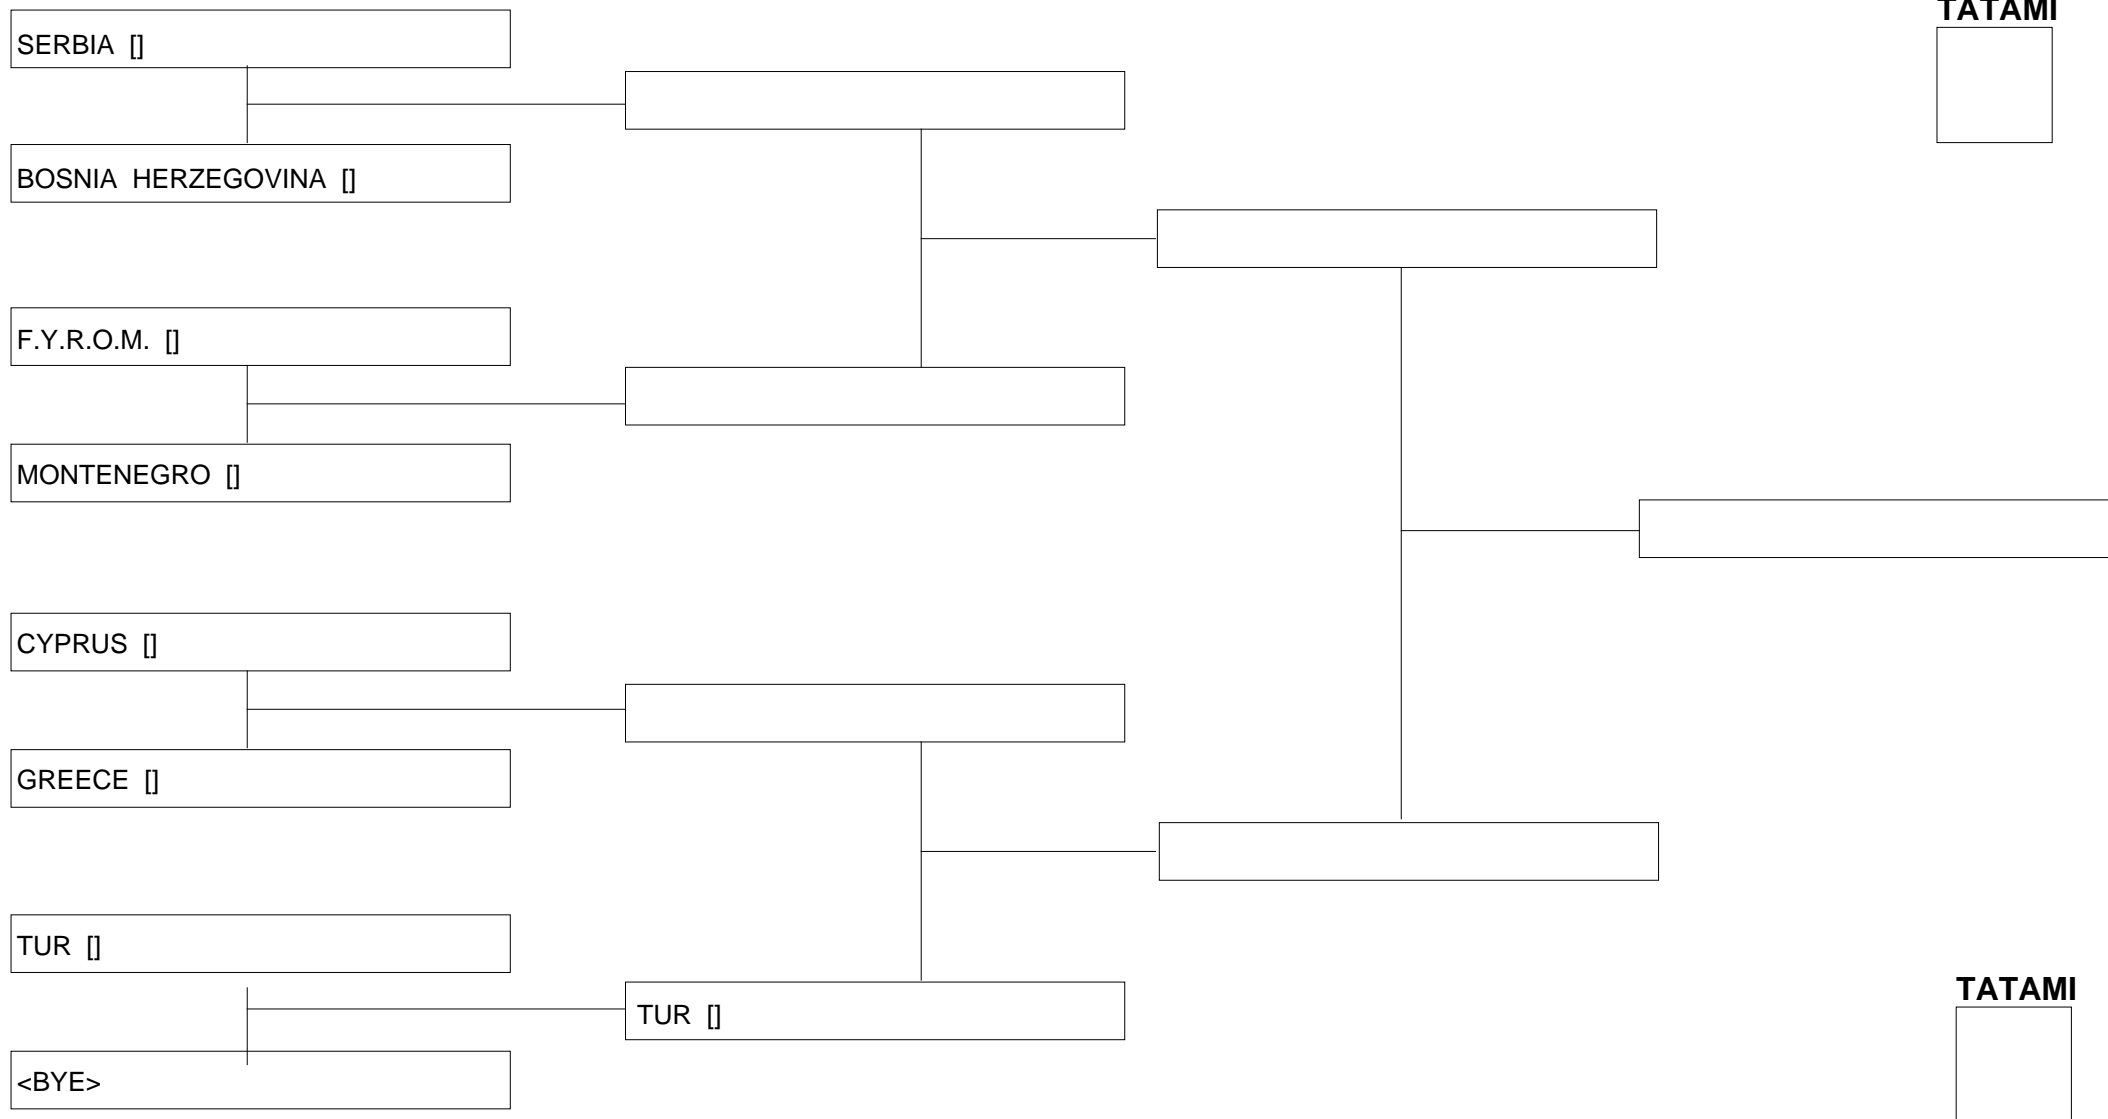 TATAMI
SERBIA []
BOSNIA HERZEGOVINA []
F.Y.R.O.M. []
MONTENEGRO []
CYPRUS []
GREECE []
TUR []
TUR []
<BYE>
TATAMI